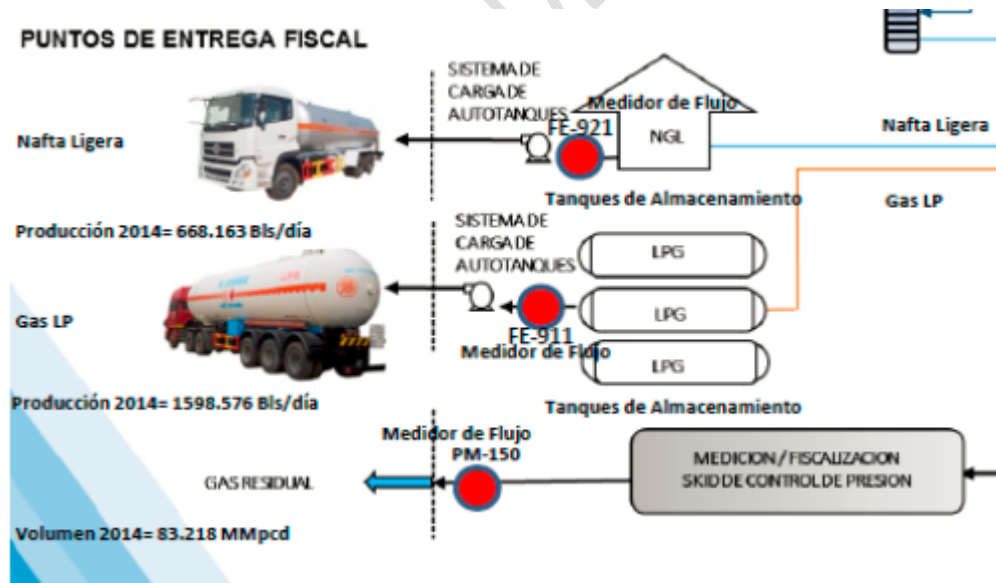 PUNTOS DE ENTREGA FISCAL
SISTEMA DE
CARGA DE
AUTOTANQUES
Medidor de Flujo
FE-921
NGL
Nafta Ligera
Nafta Ligera
Tanques de Almacenamiento
Gas LP
Producción 2014= 668.163 Bls/día
SISTEMA DE
CARGA DE
AUTOTANQUES
LPG
LPG
Gas LP
FE-911
Medidor de Flujo
LPG
Producción 2014= 1598.576 Bls/día
Tanques de Almacenamiento
Medidor de Flujo
PM-150
MEDICION / FISCALIZACION
SKID DE CONTROL DE PRESION
GAS RESIDUAL
Volumen 2014= 83.218 MMpcd